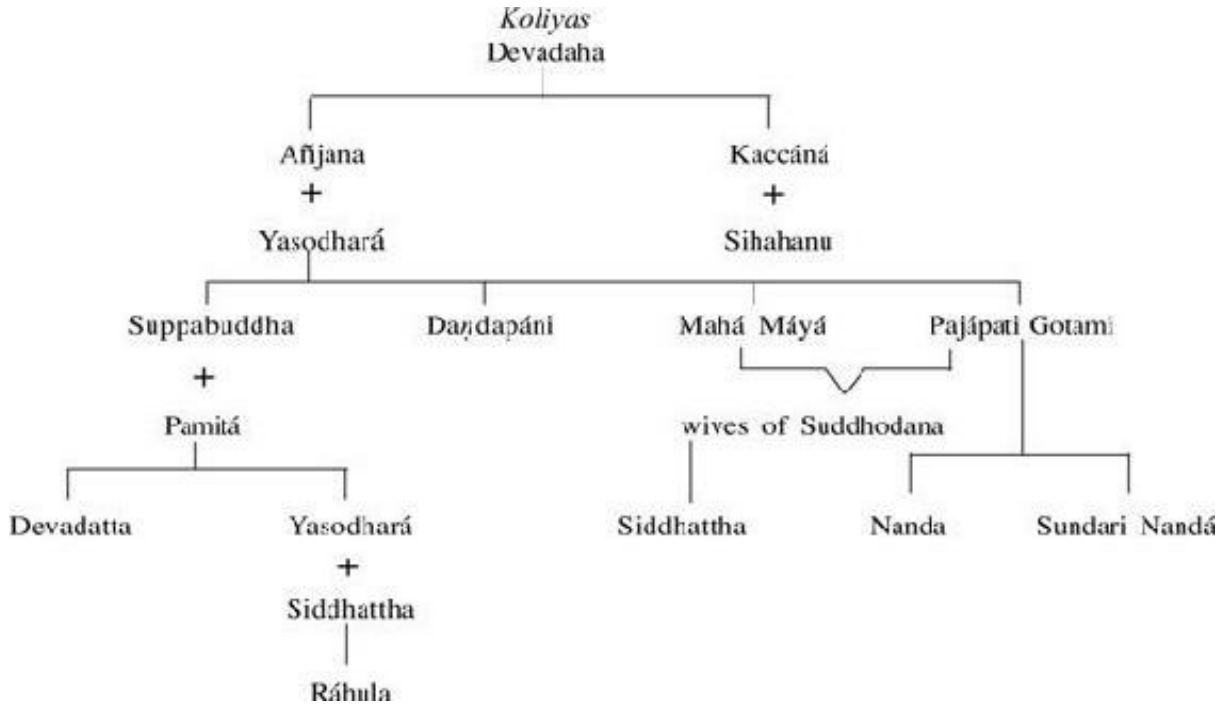 Koliyas
Devadaha
Añjana Kaccáná
+ +
Yasodhará Sihahanu
Suppabuddha Daṇdapáni Mahá Máyá Pajápati Gotami
+
Pamitá wives of Suddhodana
Devadatta Yasodhará Siddhattha Nanda Sundari Nandá
+
Siddhattha
Ráhula